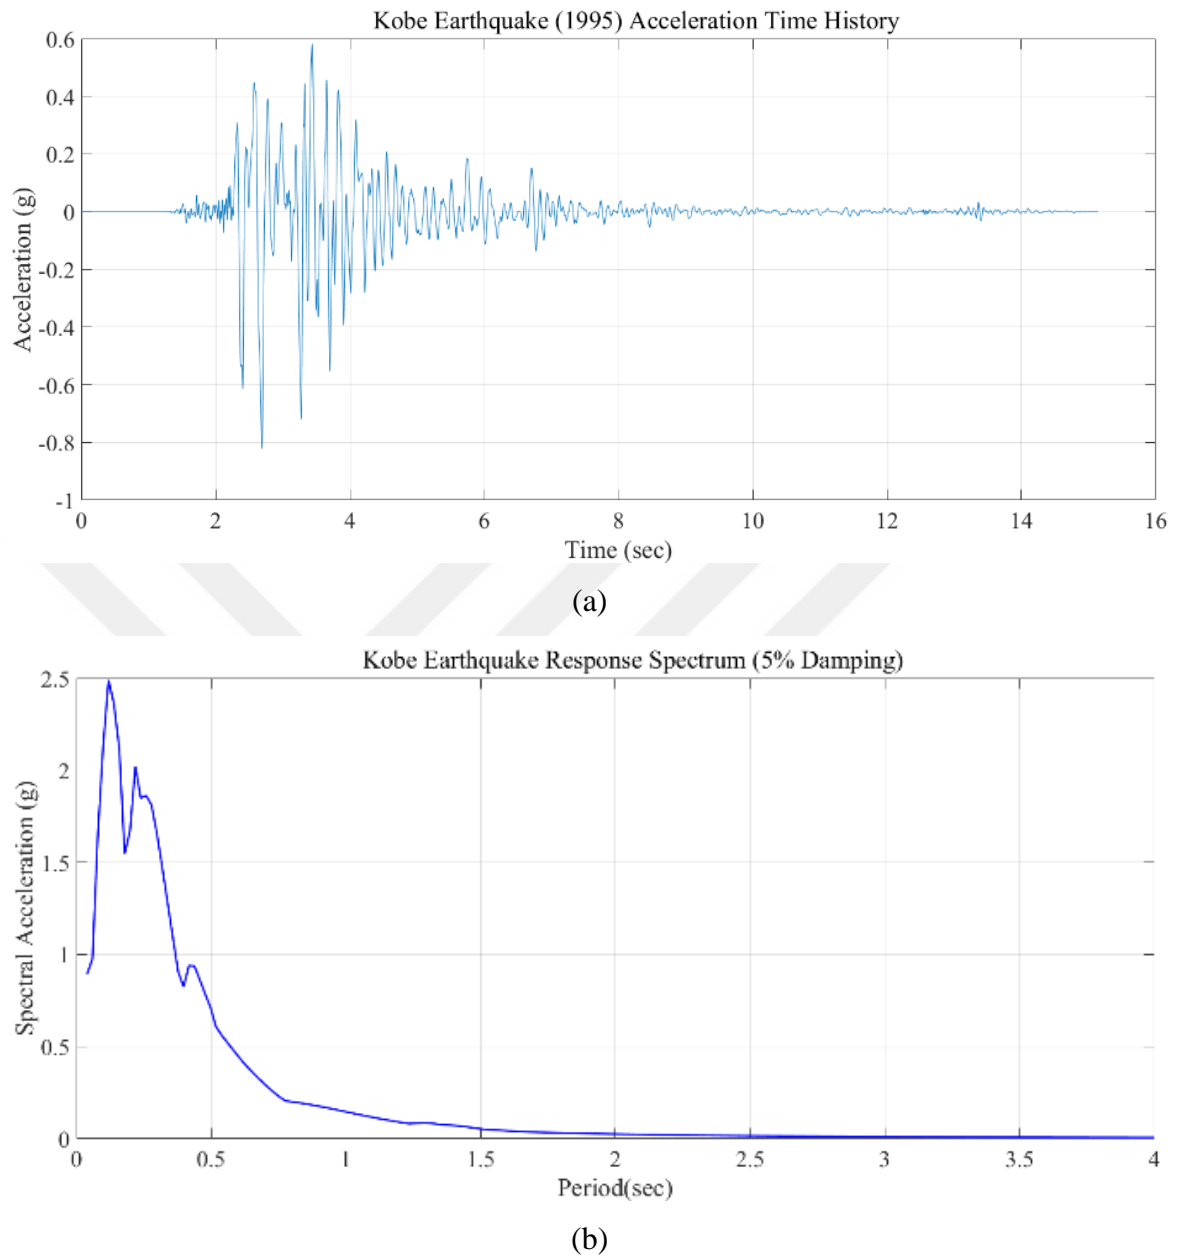 Kobe Earthquake (1995) Acceleration Time History
0.6
0.4
0.2
0
-0.2
-0.4
-0.6
-0.8
-1
Acceleration (g)
0 2 4 6 8 10 12 14 16
Time (sec)
(a)
Kobe Earthquake Response Spectrum (5% Damping)
2.5
2
1.5
1
0.5
0
Spectral Acceleration (g)
0 0.5 1 1.5 2 2.5 3 3.5 4
Period(sec)
(b)